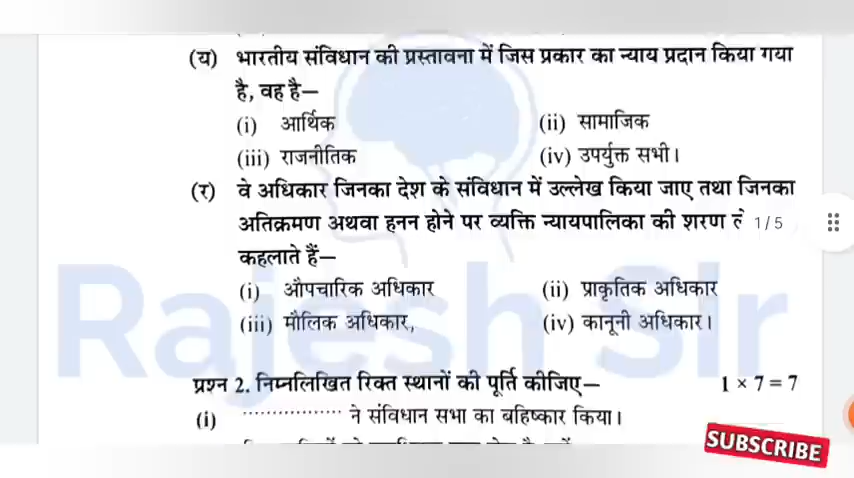 (य) भारतीय संविधान की प्रस्तावना में जिस प्रकार का न्याय प्रदान किया गया
है, वह है—
(i) आर्थिक (ii) सामाजिक
(iii) राजनीतिक (iv) उपर्युक्त सभी।
(र) वे अधिकार जिनका देश के संविधान में उल्लेख किया जाए तथा जिनका
अतिक्रमण अथवा हनन होने पर व्यक्ति न्यायपालिका की शरण 1/5
कहलाते हैं—
(i) औपचारिक अधिकार (ii) प्राकृतिक अधिकार
(iii) मौलिक अधिकार, (iv) कानूनी अधिकार।
Rajesh Sir
प्रश्न 2. निम्नलिखित रिक्त स्थानों की पूर्ति कीजिए— 1 × 7 = 7
(i) ................. ने संविधान सभा का बहिष्कार किया।
SUBSCRIBE